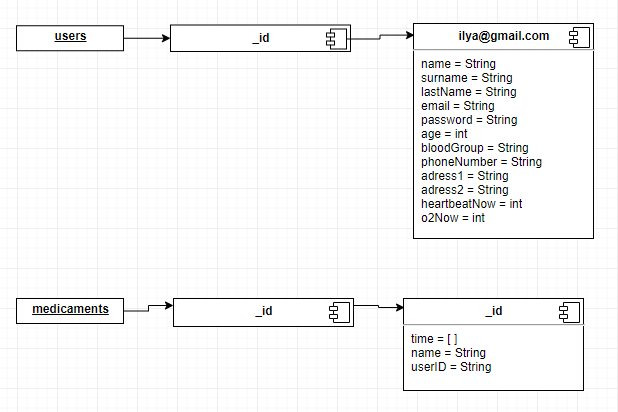 users
_id
ilya@gmail.com
name = String
surname = String
lastName = String
email = String
password = String
age = int
bloodGroup = String
phoneNumber = String
adress1 = String
adress2 = String
heartbeatNow = int
o2Now = int
medicaments
_id
_id
time = [ ]
name = String
userID = String